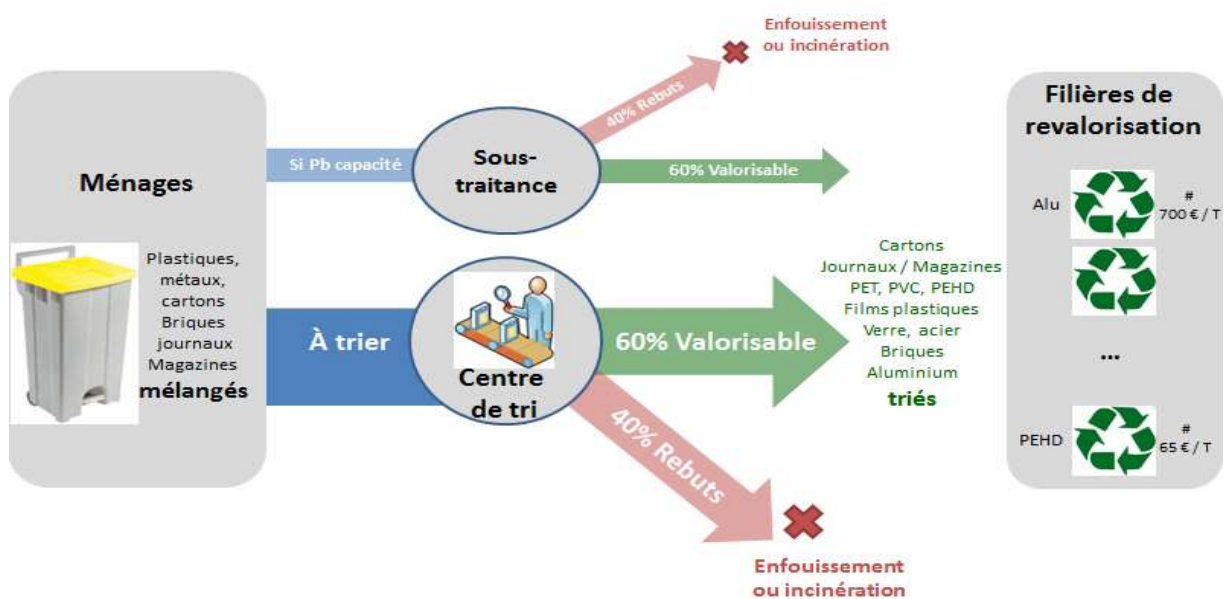 Ménages
Plastiques,
métaux,
cartons
Briques
journaux
Magazines
mélangés
Si Pb capacité
À trier
Sous-
traitance
Centre
de tri
40% Rebuts
Enfouissement
ou incinération
60% Valorisable
60% Valorisable
40% Rebuts
Enfouissement
ou incinération
Cartons
Journaux / Magazines
PET, PVC, PEHD
Films plastiques
Verre, acier
Briques
Aluminium
triés
Filières de
revalorisation
Alu
#
700 € / T
...
PEHD
#
65 € / T